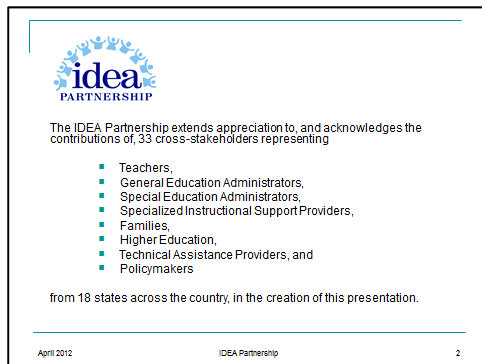 idea
PARTNERSHIP
The IDEA Partnership extends appreciation to, and acknowledges the
contributions of, 33 cross-stakeholders representing
Teachers,
General Education Administrators,
Special Education Administrators,
Specialized Instructional Support Providers,
Families,
Higher Education,
Technical Assistance Providers, and
Policymakers
from 18 states across the country, in the creation of this presentation.
April 2012 IDEA Partnership 2